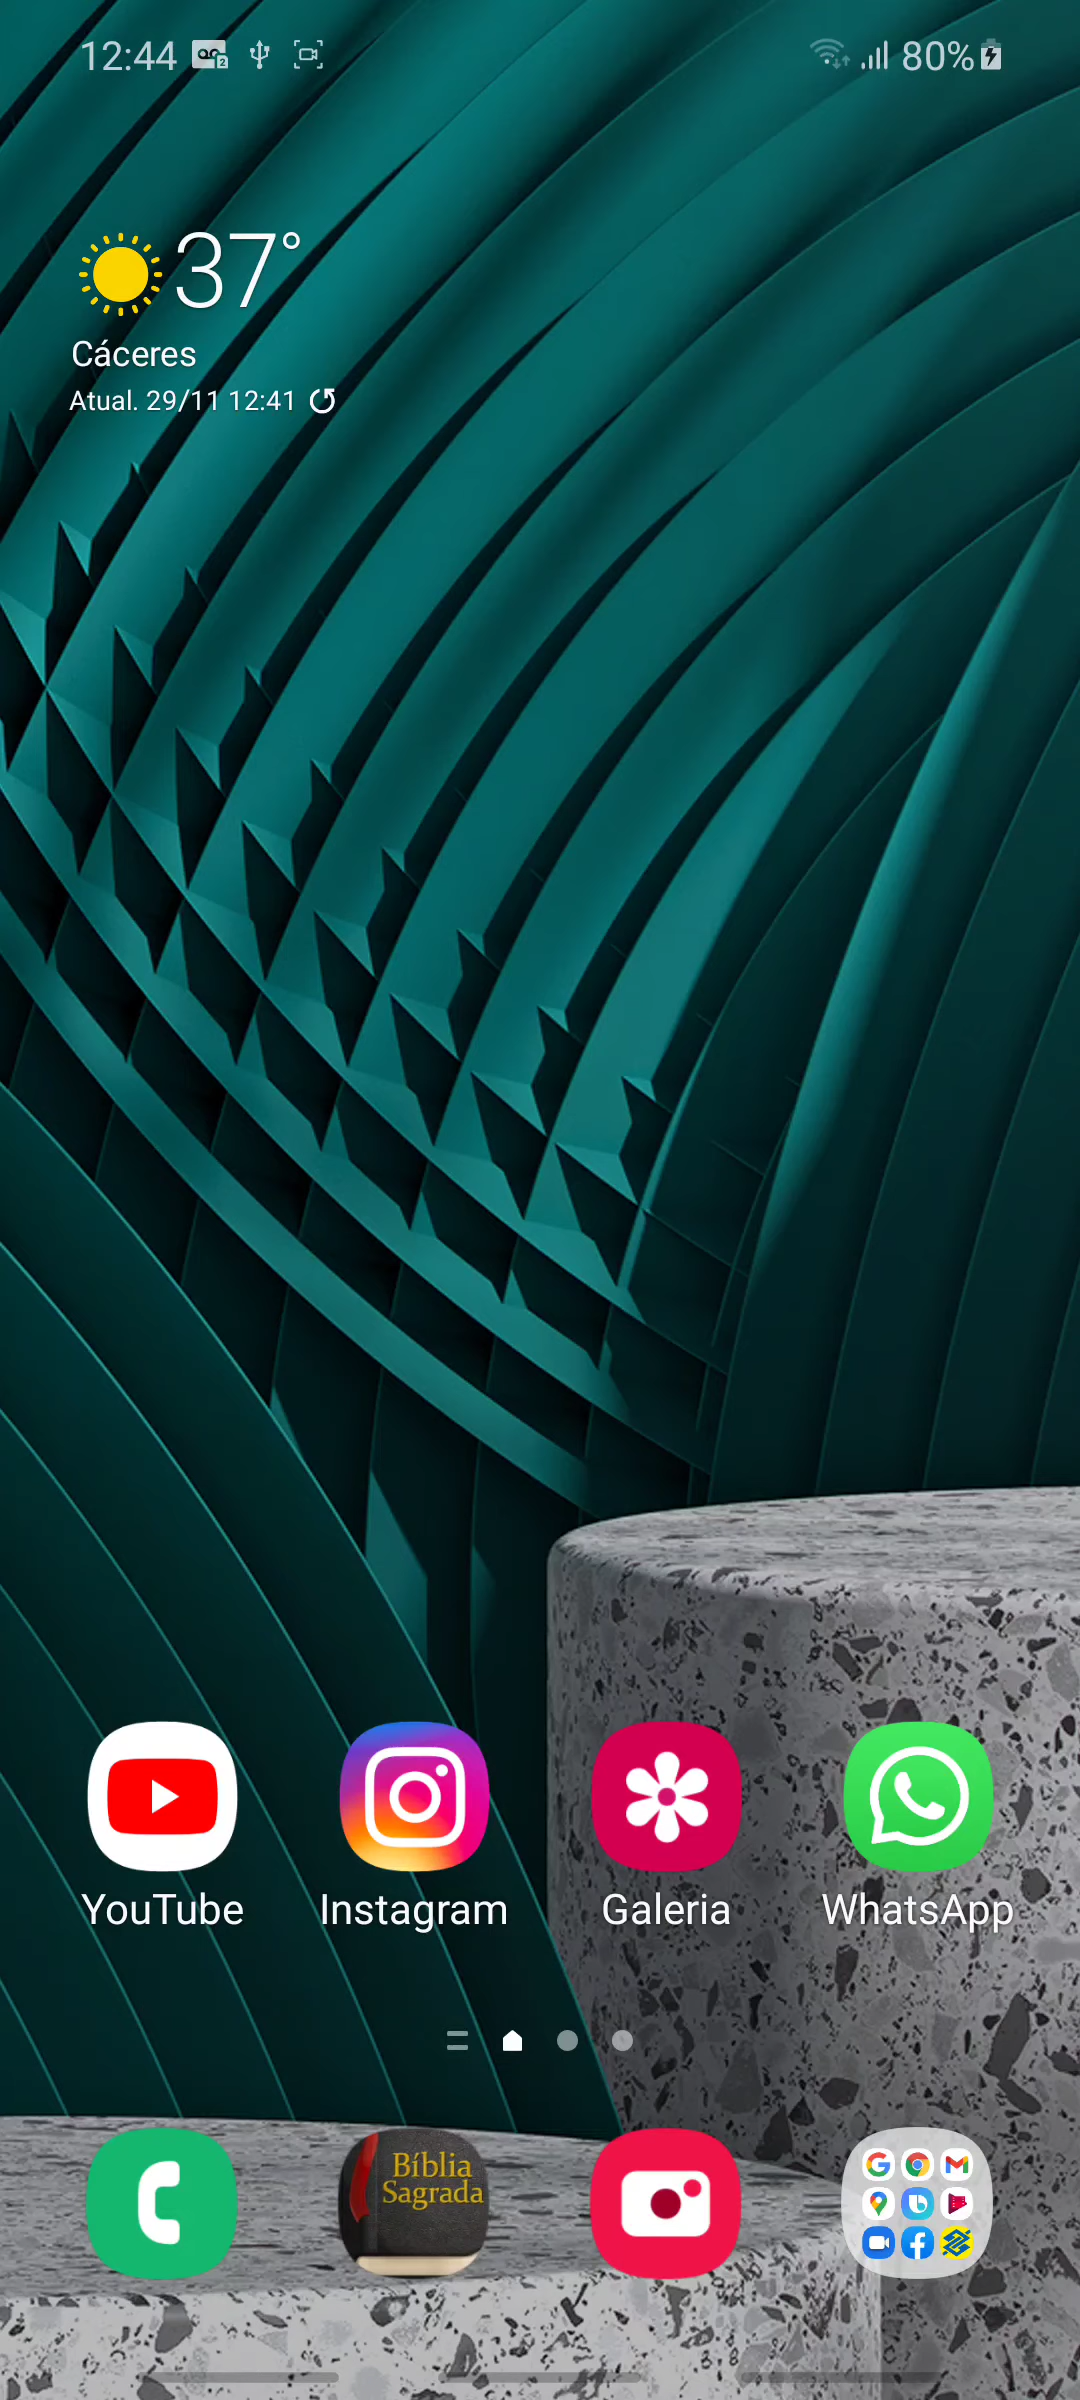 12:44
80%
37°
Cáceres
Atual. 29/11 12:41
YouTube
Instagram
Galeria
WhatsApp
Bíblia
Sagrada